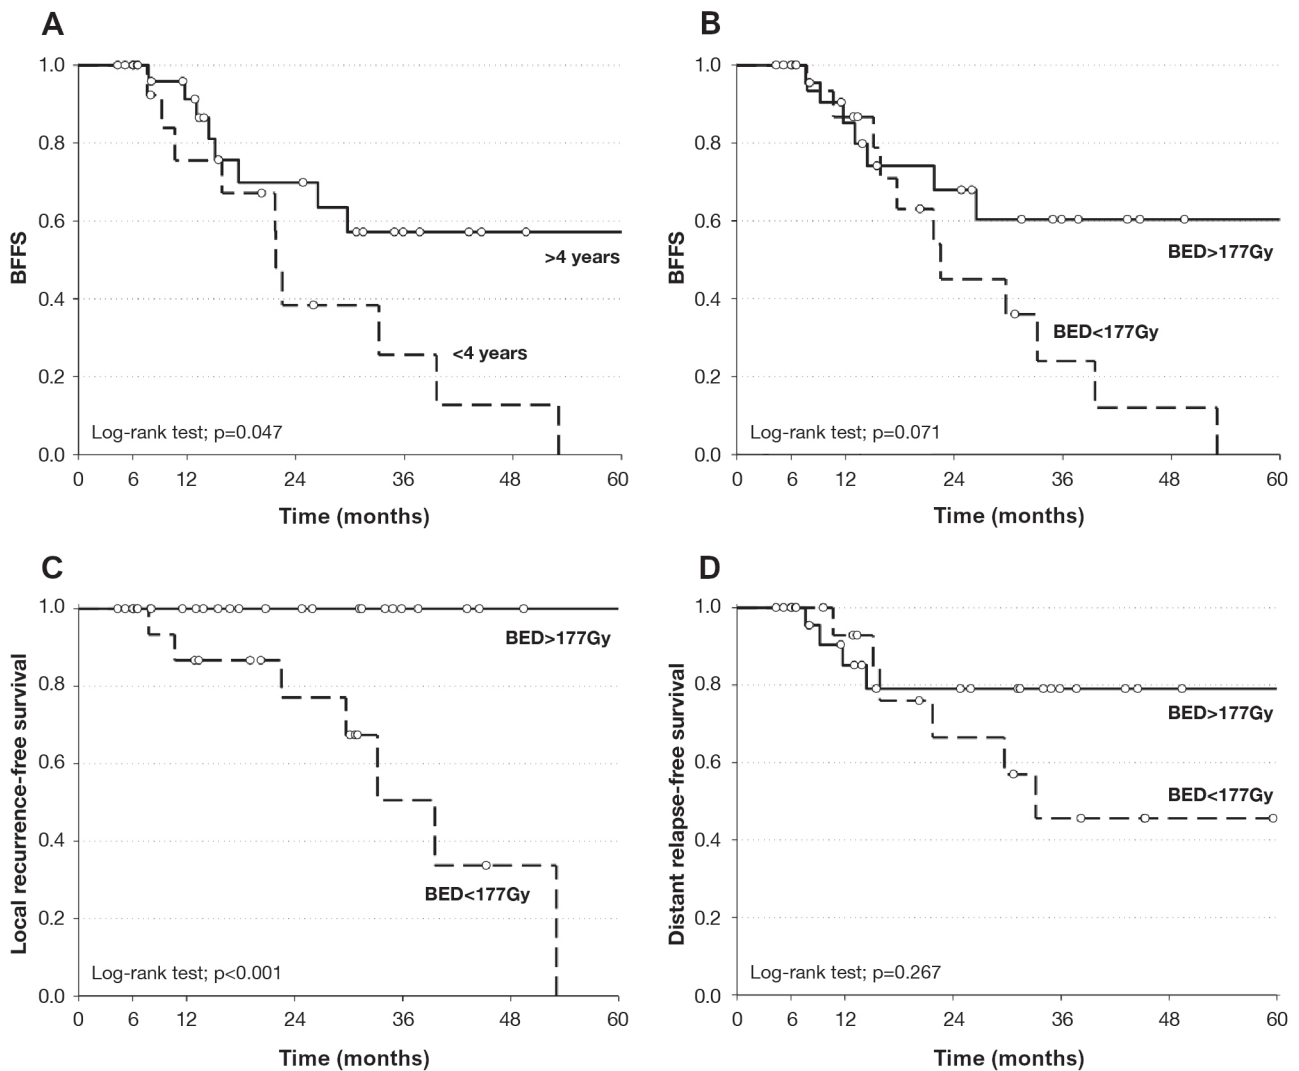 A
BFFS
1.0
0.8
0.6
0.4
0.2
0.0
>4 years
<4 years
Log-rank test; p=0.047
0 6 12 24 36 48 60
Time (months)
B
BFFS
1.0
0.8
0.6
0.4
0.2
0.0
BED>177Gy
BED<177Gy
Log-rank test; p=0.071
0 6 12 24 36 48 60
Time (months)
C
Local recurrence-free survival
1.0
0.8
0.6
0.4
0.2
0.0
BED>177Gy
BED<177Gy
Log-rank test; p<0.001
0 6 12 24 36 48 60
Time (months)
D
Distant relapse-free survival
1.0
0.8
0.6
0.4
0.2
0.0
BED>177Gy
BED<177Gy
Log-rank test; p=0.267
0 6 12 24 36 48 60
Time (months)